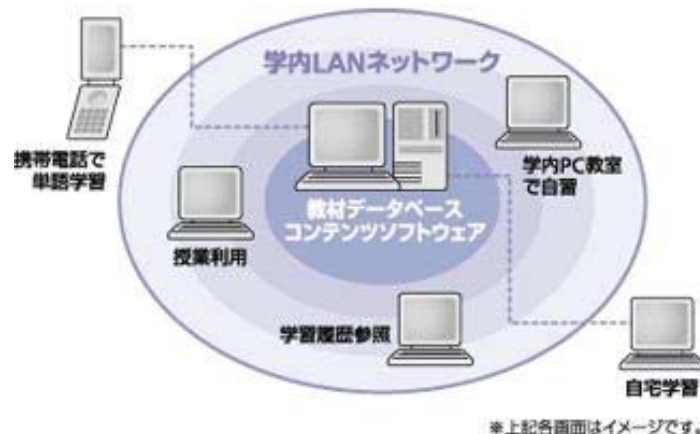 学内LANネットワーク
携帯電話で
単語学習
学内PC教室
で自習
教材データベース
コンテンツソフトウェア
授業利用
学習履歴参照
自宅学習
※上記各画面はイメージです。